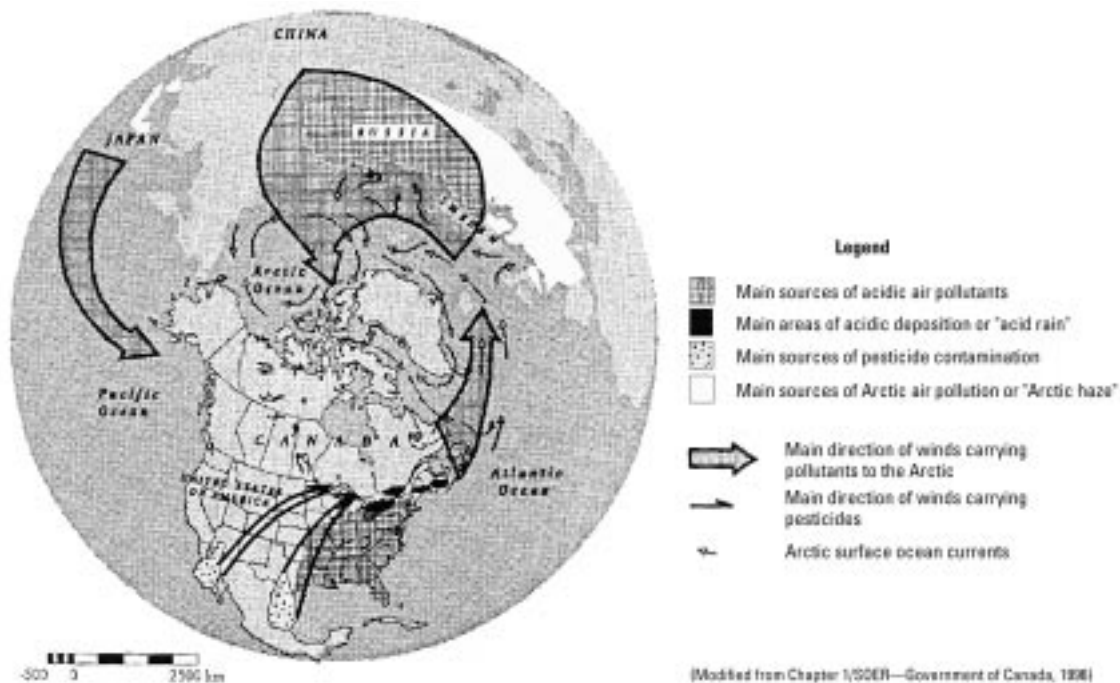 CHINA
JAPAN
RUSSIA
Arctic
Ocean
Pacific
Ocean
CANADA
UNITED STATES
OF AMERICA
Atlantic
Ocean
-500 0
Legend
Main sources of acidic air pollutants
Main areas of acidic deposition or "acid rain"
Main sources of pesticide contamination
Main sources of Arctic air pollution or "Arctic haze"
Main direction of winds carrying
pollutants to the Arctic
Main direction of winds carrying
pesticides
Arctic surface ocean currents
(Modified from Chapter 1/SOER—Government of Canada, 1996)